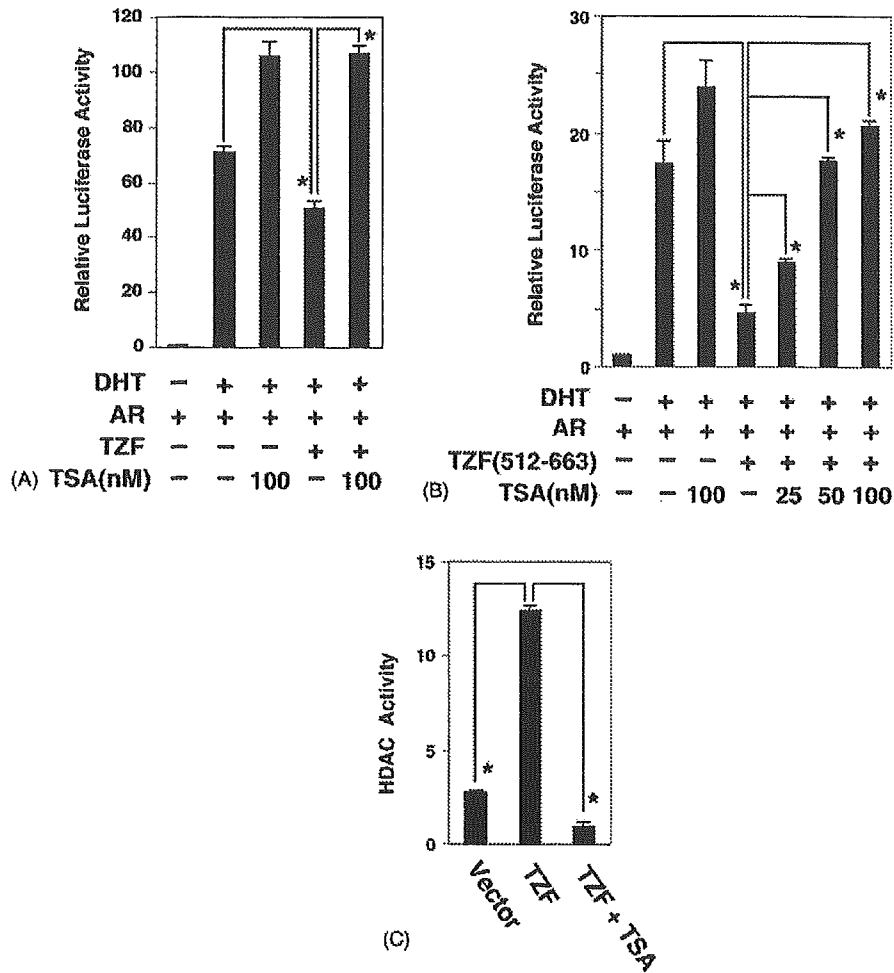 Relative Luciferase Activity
120
100
80
60
40
20
0
*
*
DHT − + + + +
AR + + + + +
TZF − − − + +
(A) TSA(nM) − − 100 − 100
Relative Luciferase Activity
30
20
10
0
*
*
*
*
DHT − + + + + + +
AR + + + + + + +
TZF(512-663) − − − + + + +
(B) TSA(nM) − − 100 − 25 50 100
HDAC Activity
15
10
5
0
*
*
Vector
TZF
TZF + TSA
(C)